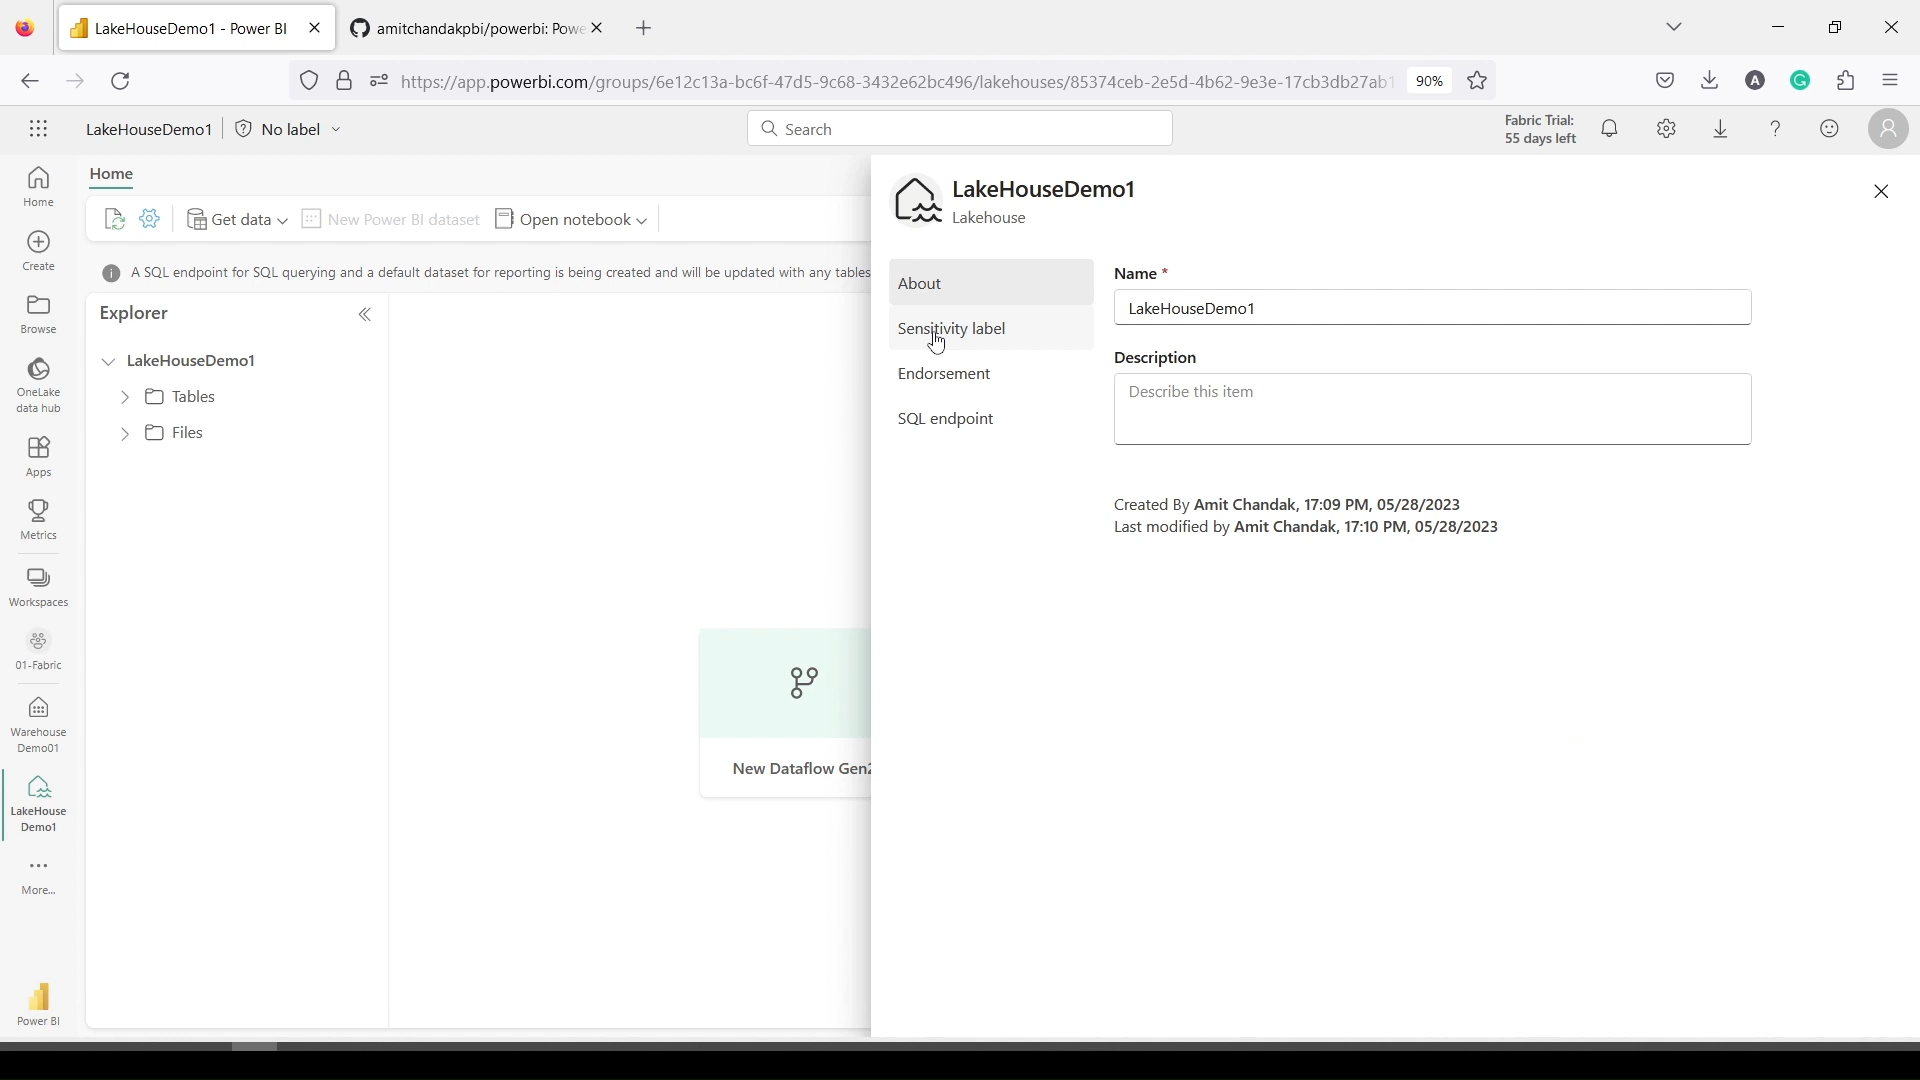 LakeHouseDemo1 - Power BI
amitchandakpbi/powerbi: Powe
https://app.powerbi.com/groups/6e12c13a-bc6f-47d5-9c68-3432e62bc496/lakehouses/85374ceb-2e5d-4b62-9e3e-17cb3db27ab1
90%
A
G
LakeHouseDemo1
No label
Search
Fabric Trial:
55 days left
?
Home
Create
Browse
OneLake
data hub
Apps
Metrics
Workspaces
01-Fabric
Warehouse
Demo01
LakeHouse
Demo1
More...
Power BI
Home
Get data
New Power BI dataset
Open notebook
A SQL endpoint for SQL querying and a default dataset for reporting is being created and will be updated with any tables
Explorer
LakeHouseDemo1
Tables
Files
New Dataflow Gen2
LakeHouseDemo1
Lakehouse
About
Sensitivity label
Endorsement
SQL endpoint
Name *
LakeHouseDemo1
Description
Describe this item
Created By Amit Chandak, 17:09 PM, 05/28/2023
Last modified by Amit Chandak, 17:10 PM, 05/28/2023